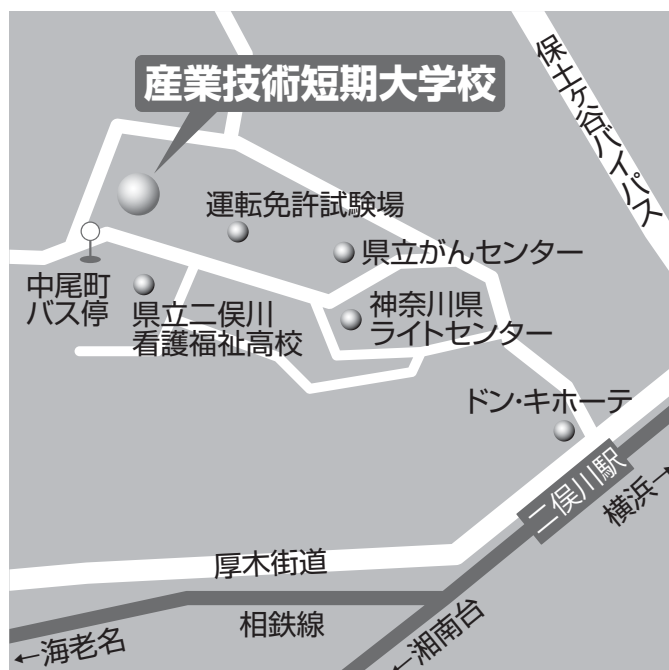 産業技術短期大学校
保土ヶ谷バイパス
運転免許試験場
県立がんセンター
中尾町
バス停
県立二俣川
看護福祉高校
神奈川県
ライトセンター
ドン・キホーテ
二俣川駅
横浜→
厚木街道
相鉄線
←海老名
←湘南台